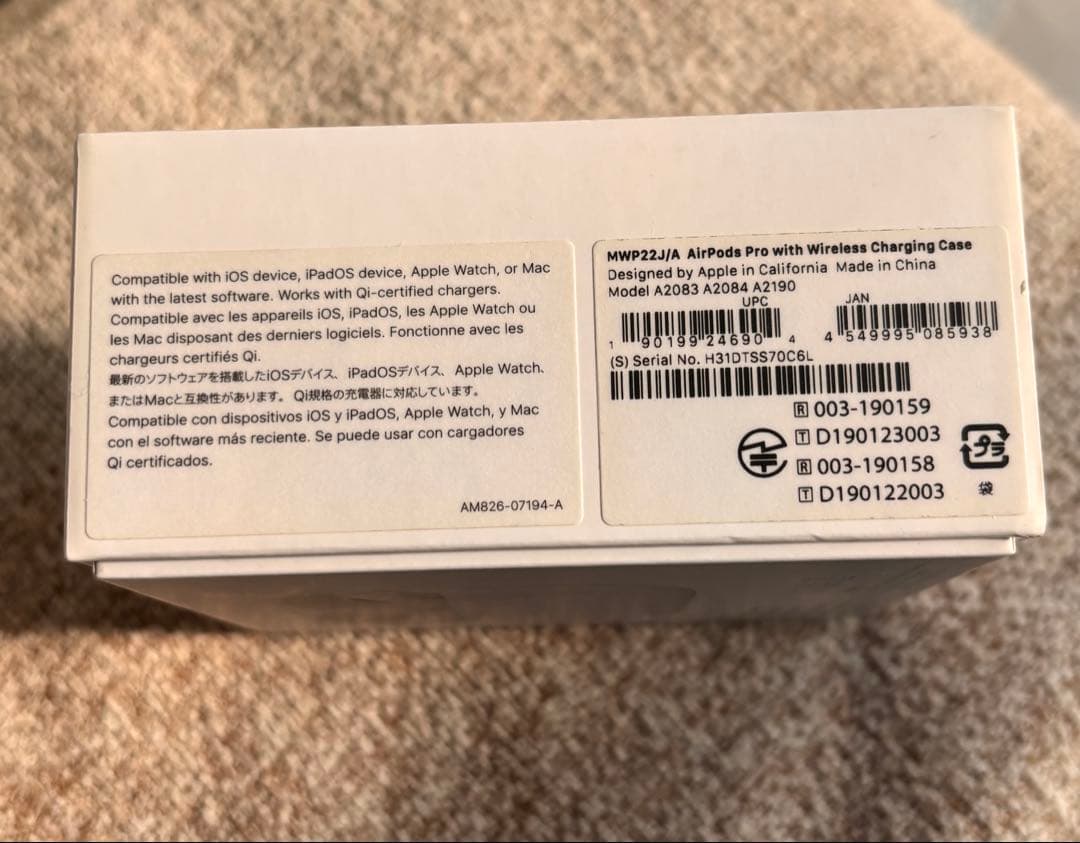 Compatible with iOS device, iPadOS device, Apple Watch, or Mac
with the latest software. Works with Qi-certified chargers.
Compatible avec les appareils iOS, iPadOS, les Apple Watch ou
les Mac disposant des derniers logiciels. Fonctionne avec les
chargeurs certifiés Qi.
最新のソフトウェアを搭載したiOSデバイス、iPadOSデバイス、Apple Watch、
またはMacと互換性があります。Qi規格の充電器に対応しています。
Compatible con dispositivos iOS y iPadOS, Apple Watch, y Mac
con el software más reciente. Se puede usar con cargadores
Qi certificados.
AM826-07194-A
MWP22J/A AirPods Pro with Wireless Charging Case
Designed by Apple in California Made in China
Model A2083 A2084 A2190
UPC
1 90199 24690 4
JAN
4 549995 085938
(S) Serial No. H31DTSS70C6L
R 003-190159
T D190123003
R 003-190158
T D190122003
プラ
袋